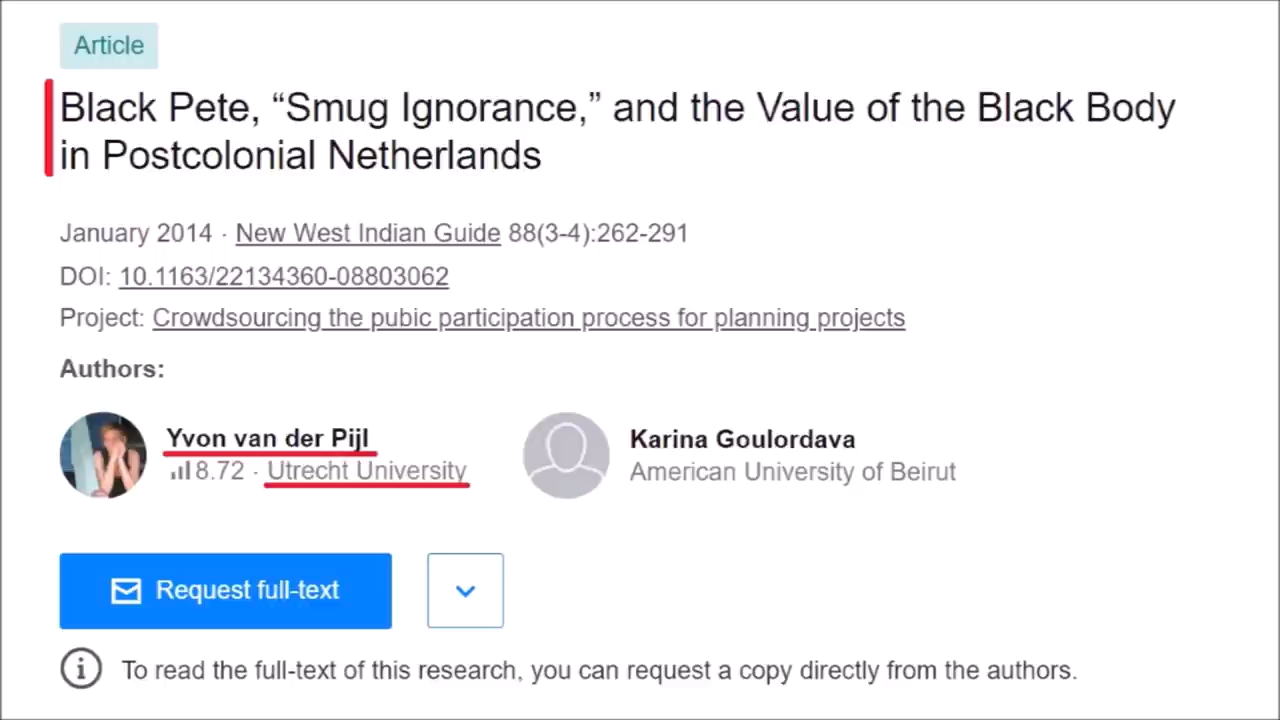 Article
Black Pete, “Smug Ignorance,” and the Value of the Black Body
in Postcolonial Netherlands
January 2014 · New West Indian Guide 88(3-4):262-291
DOI: 10.1163/22134360-08803062
Project: Crowdsourcing the pubic participation process for planning projects
Authors:
Yvon van der Pijl
8.72 · Utrecht University
Karina Goulordava
American University of Beirut
Request full-text
To read the full-text of this research, you can request a copy directly from the authors.